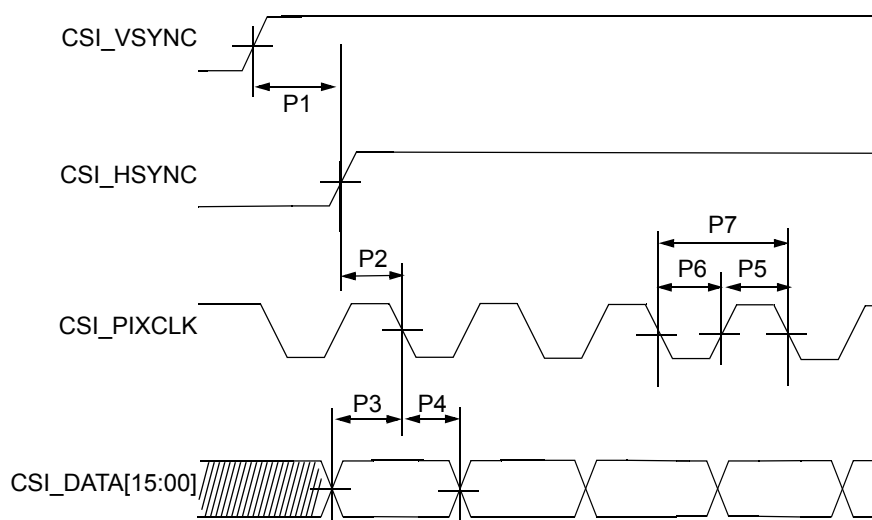 CSI_VSYNC
P1
CSI_HSYNC
P7
P2
P6
P5
CSI_PIXCLK
P3
P4
CSI_DATA[15:00]